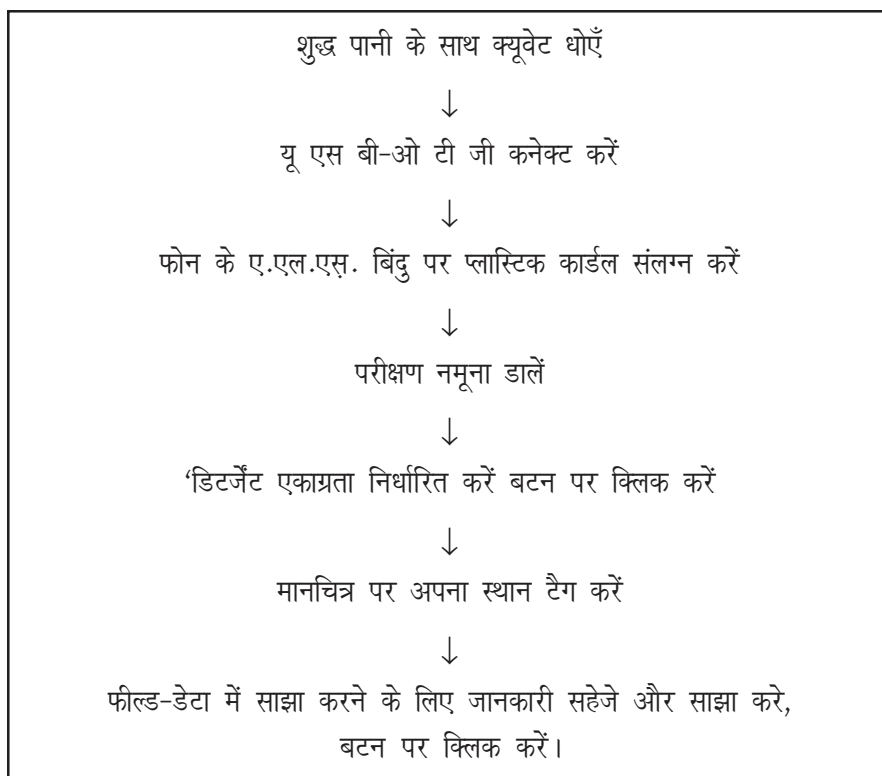 शुद्ध पानी के साथ क्यूवेट धोएँ
↓
यू एस बी-ओ टी जी कनेक्ट करें
↓
फोन के ए.एल.एस़. बिंदु पर प्लास्टिक कार्डल संलग्न करें
↓
परीक्षण नमूना डालें
↓
‘डिटर्जेंट एकाग्रता निर्धारित करें बटन पर क्लिक करें
↓
मानचित्र पर अपना स्थान टैग करें
↓
फील्ड-डेटा में साझा करने के लिए जानकारी सहेजे और साझा करे,
बटन पर क्लिक करें।